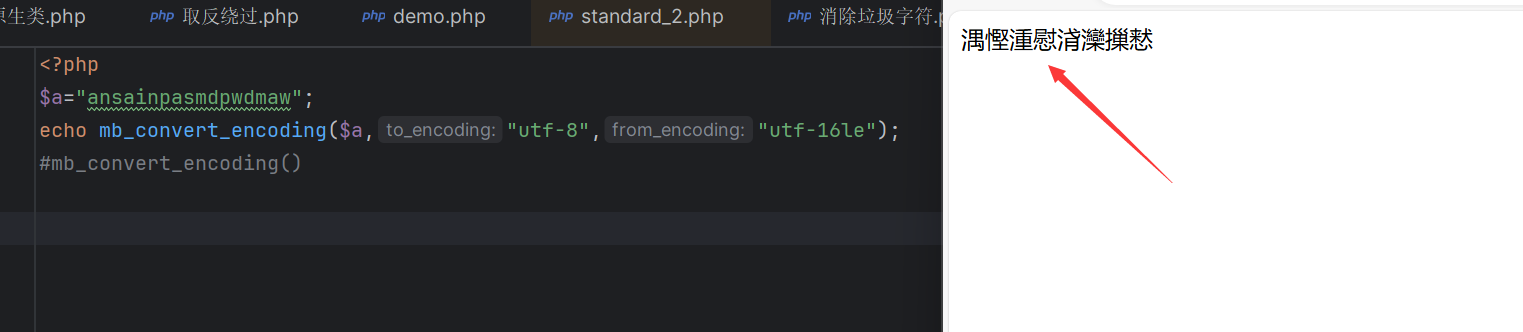 原生类.php php 取反绕过.php php demo.php php standard_2.php php 消除垃圾字符.
<?php
$a="ansainpasmdpwdmaw";
echo mb_convert_encoding($a, to_encoding: "utf-8", from_encoding: "utf-16le");
#mb_convert_encoding()
湡慳湩慰浳灤摷慭